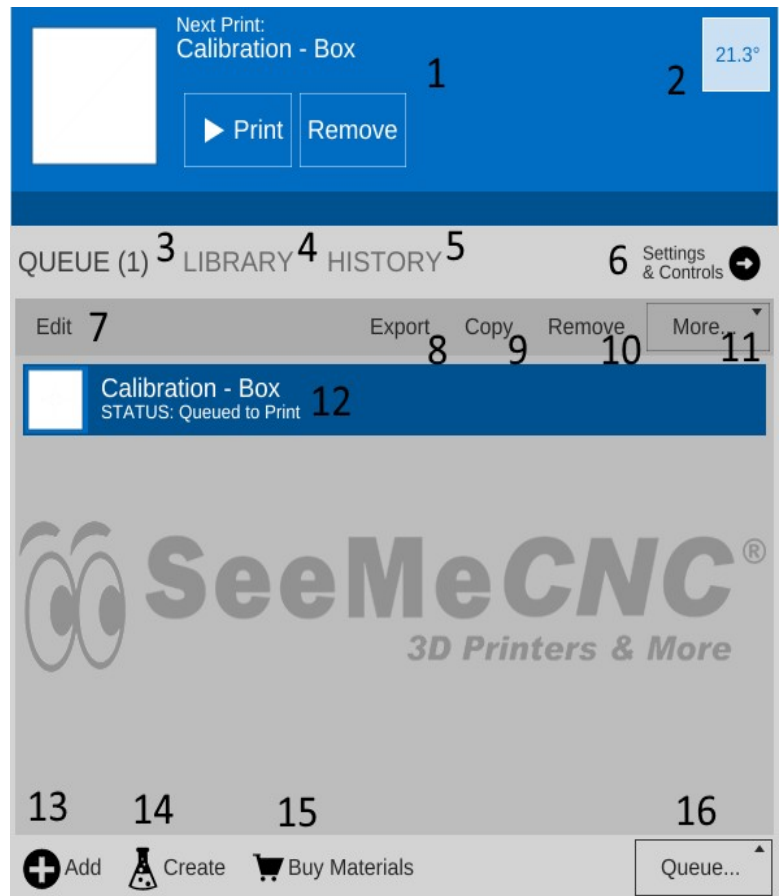 Next Print:
Calibration - Box
1
2
21.3°
Print Remove
QUEUE (1) 3 LIBRARY 4 HISTORY 5
6 Settings
& Controls
Edit 7 Export 8 Copy 9 Remove 10 More... 11
Calibration - Box
STATUS: Queued to Print 12
SeeMeCNC®
3D Printers & More
13 14 15 16
Add Create Buy Materials Queue...